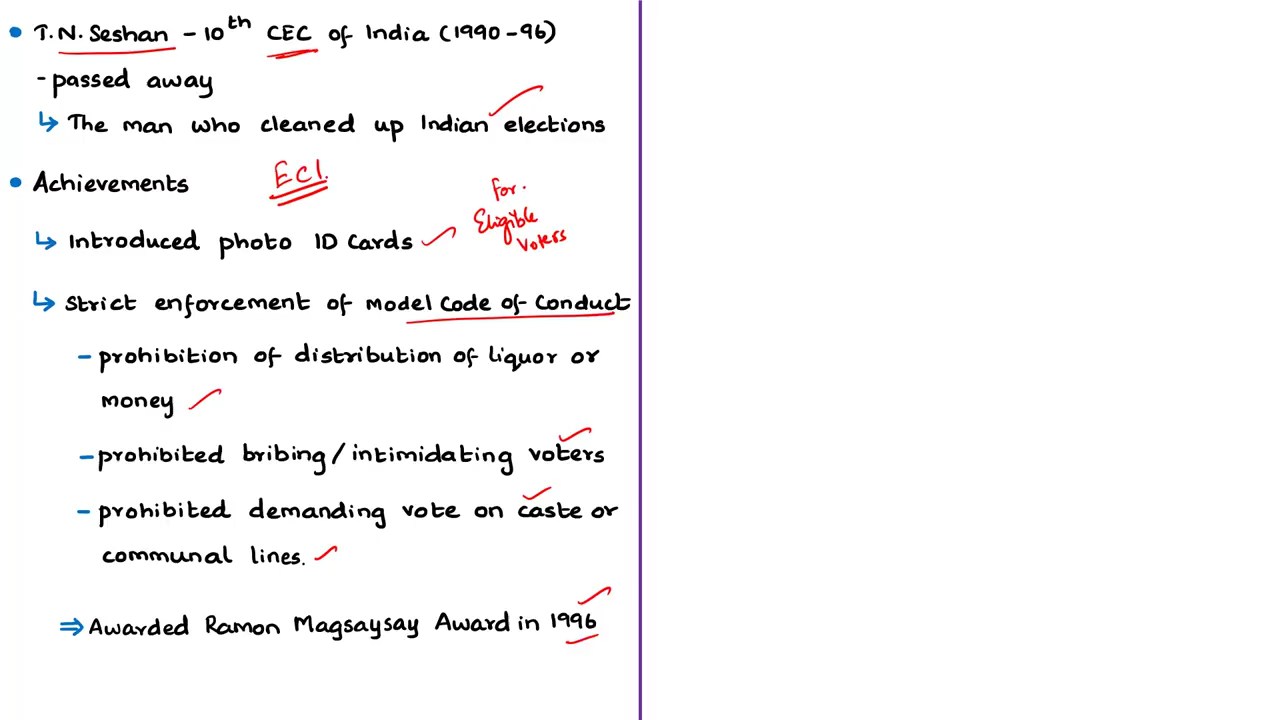 • T.N. Seshan - 10th CEC of India (1990-96)
- passed away
↳ The man who cleaned up Indian elections
• Achievements
ECI.
↳ Introduced photo ID Cards
For.
Eligible
Voters
↳ Strict enforcement of model Code of Conduct
- prohibition of distribution of liquor or
money
- prohibited bribing/intimidating voters
- prohibited demanding vote on caste or
communal lines.
⇒ Awarded Ramon Magsaysay Award in 1996